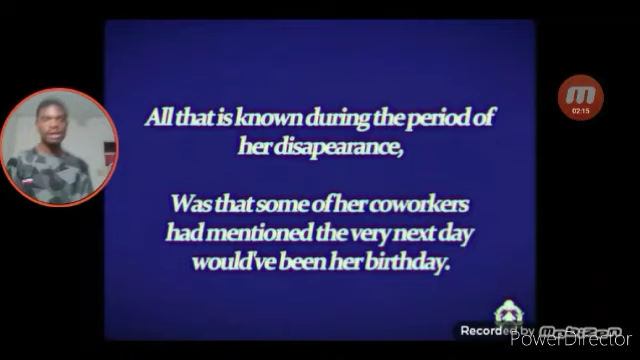 All that is known during the period of
her disapearance,
Was that some of her coworkers
had mentioned the very next day
would've been her birthday.
02:15
Recorded by
PowerDirector